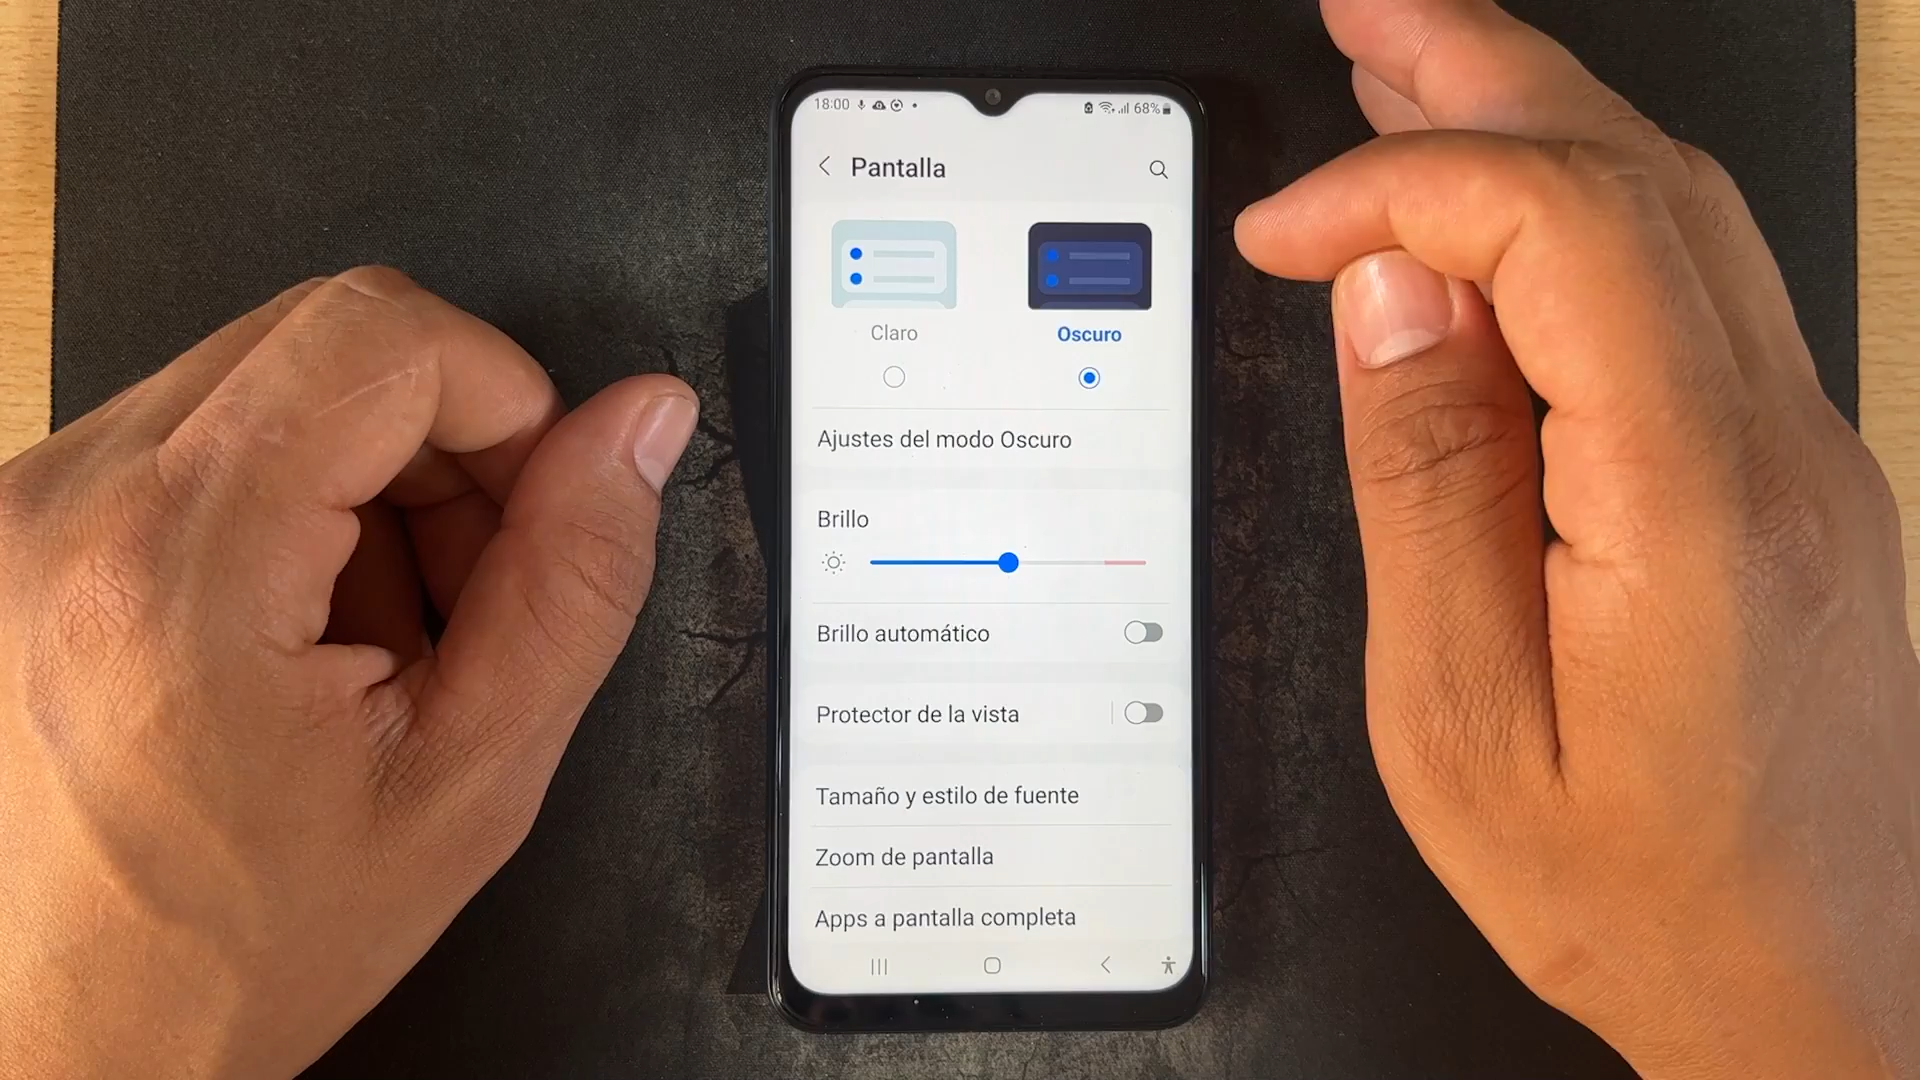 18:00 68%
Pantalla
Claro Oscuro
Ajustes del modo Oscuro
Brillo
Brillo automático
Protector de la vista
Tamaño y estilo de fuente
Zoom de pantalla
Apps a pantalla completa